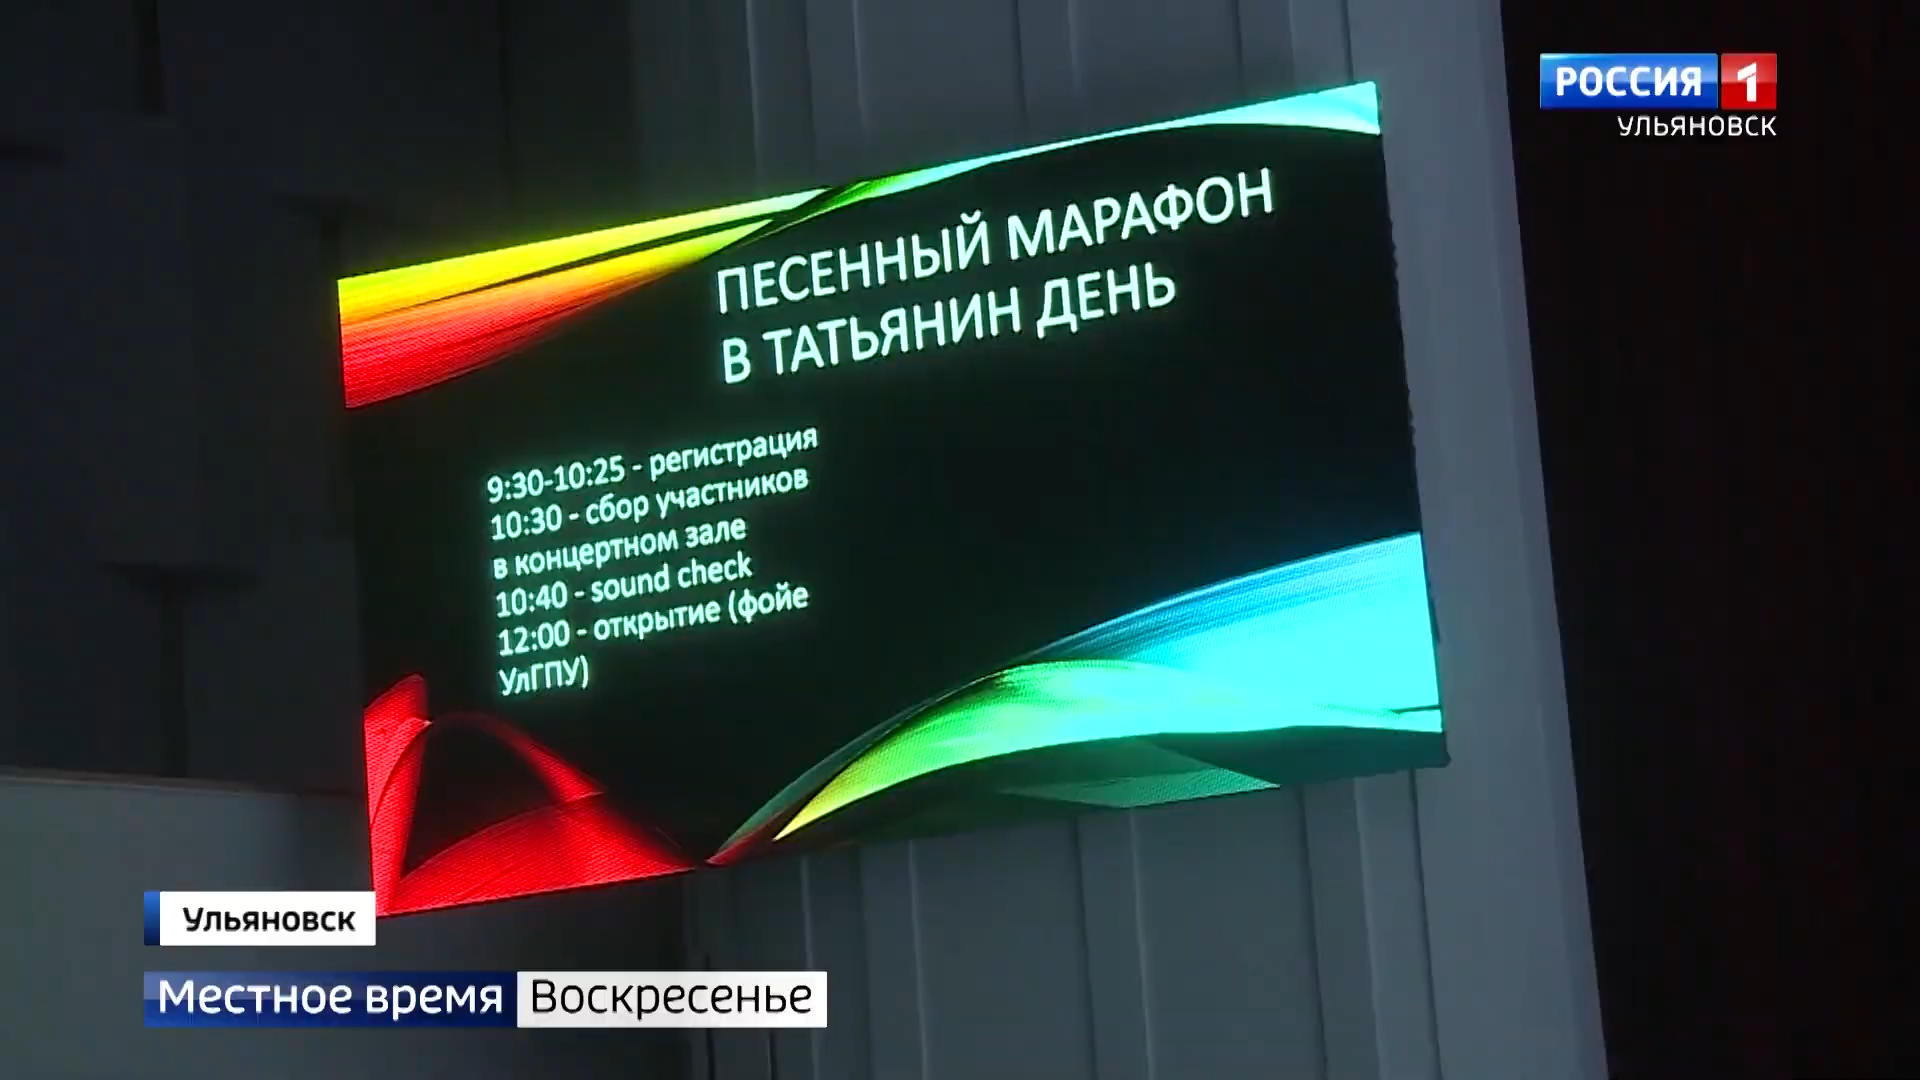 РОССИЯ 1
УЛЬЯНОВСК
ПЕСЕННЫЙ МАРАФОН
В ТАТЬЯНИН ДЕНЬ
9:30-10:25 - регистрация
10:30 - сбор участников
в концертном зале
10:40 - sound check
12:00 - открытие (фойе
УлГПУ)
Ульяновск
Местное время Воскресенье